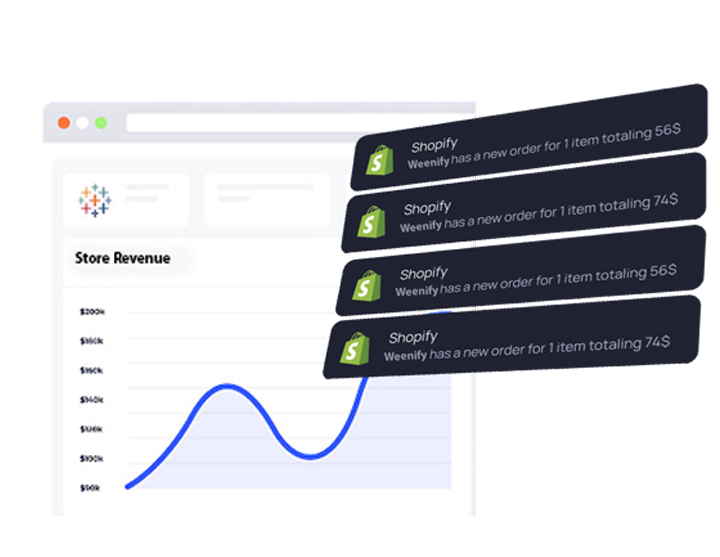 Shopify
Weenify has a new order for 1 item totaling 56$
Shopify
Weenify has a new order for 1 item totaling 74$
Shopify
Weenify has a new order for 1 item totaling 56$
Shopify
Weenify has a new order for 1 item totaling 74$
Store Revenue
$200k
$180k
$160k
$140k
$120k
$100k
$90k